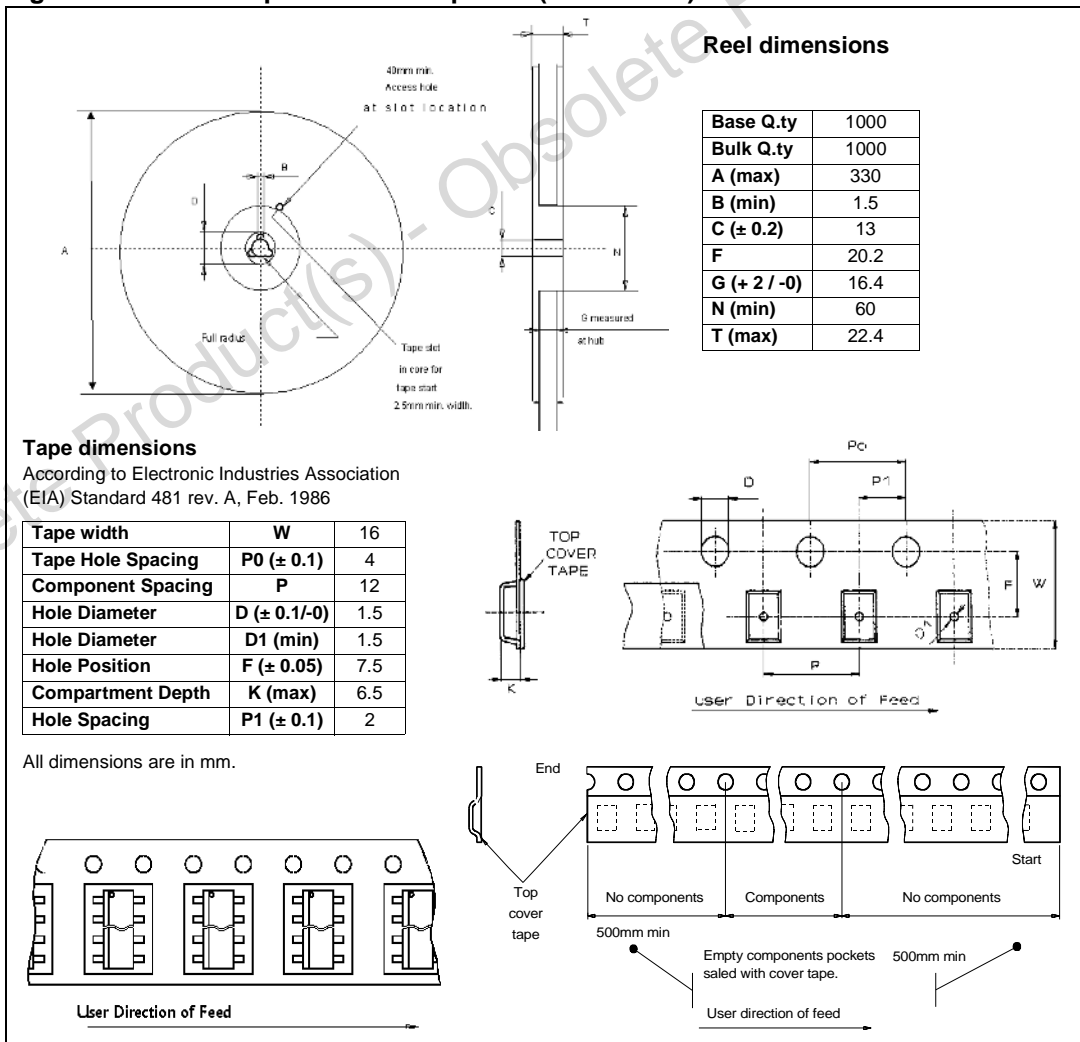 T
Reel dimensions
40mm min.
Access hole
at slot location
B
D
C
A
N
G measured
at hub
Full radius
Tape slot
in core for
tape start
2.5mm min. width.
Base Q.ty 1000
Bulk Q.ty 1000
A (max) 330
B (min) 1.5
C (± 0.2) 13
F 20.2
G (+ 2 / -0) 16.4
N (min) 60
T (max) 22.4
Tape dimensions
According to Electronic Industries Association
(EIA) Standard 481 rev. A, Feb. 1986
Tape width W 16
Tape Hole Spacing P0 (± 0.1) 4
Component Spacing P 12
Hole Diameter D (± 0.1/-0) 1.5
Hole Diameter D1 (min) 1.5
Hole Position F (± 0.05) 7.5
Compartment Depth K (max) 6.5
Hole Spacing P1 (± 0.1) 2
All dimensions are in mm.
Po
D
P1
TOP
COVER
TAPE
F
W
K
P
User Direction of Feed
End
Start
Top
cover
tape
No components
Components
No components
500mm min
Empty components pockets
saled with cover tape.
500mm min
User direction of feed
User Direction of Feed
Product(s) - Obsolete